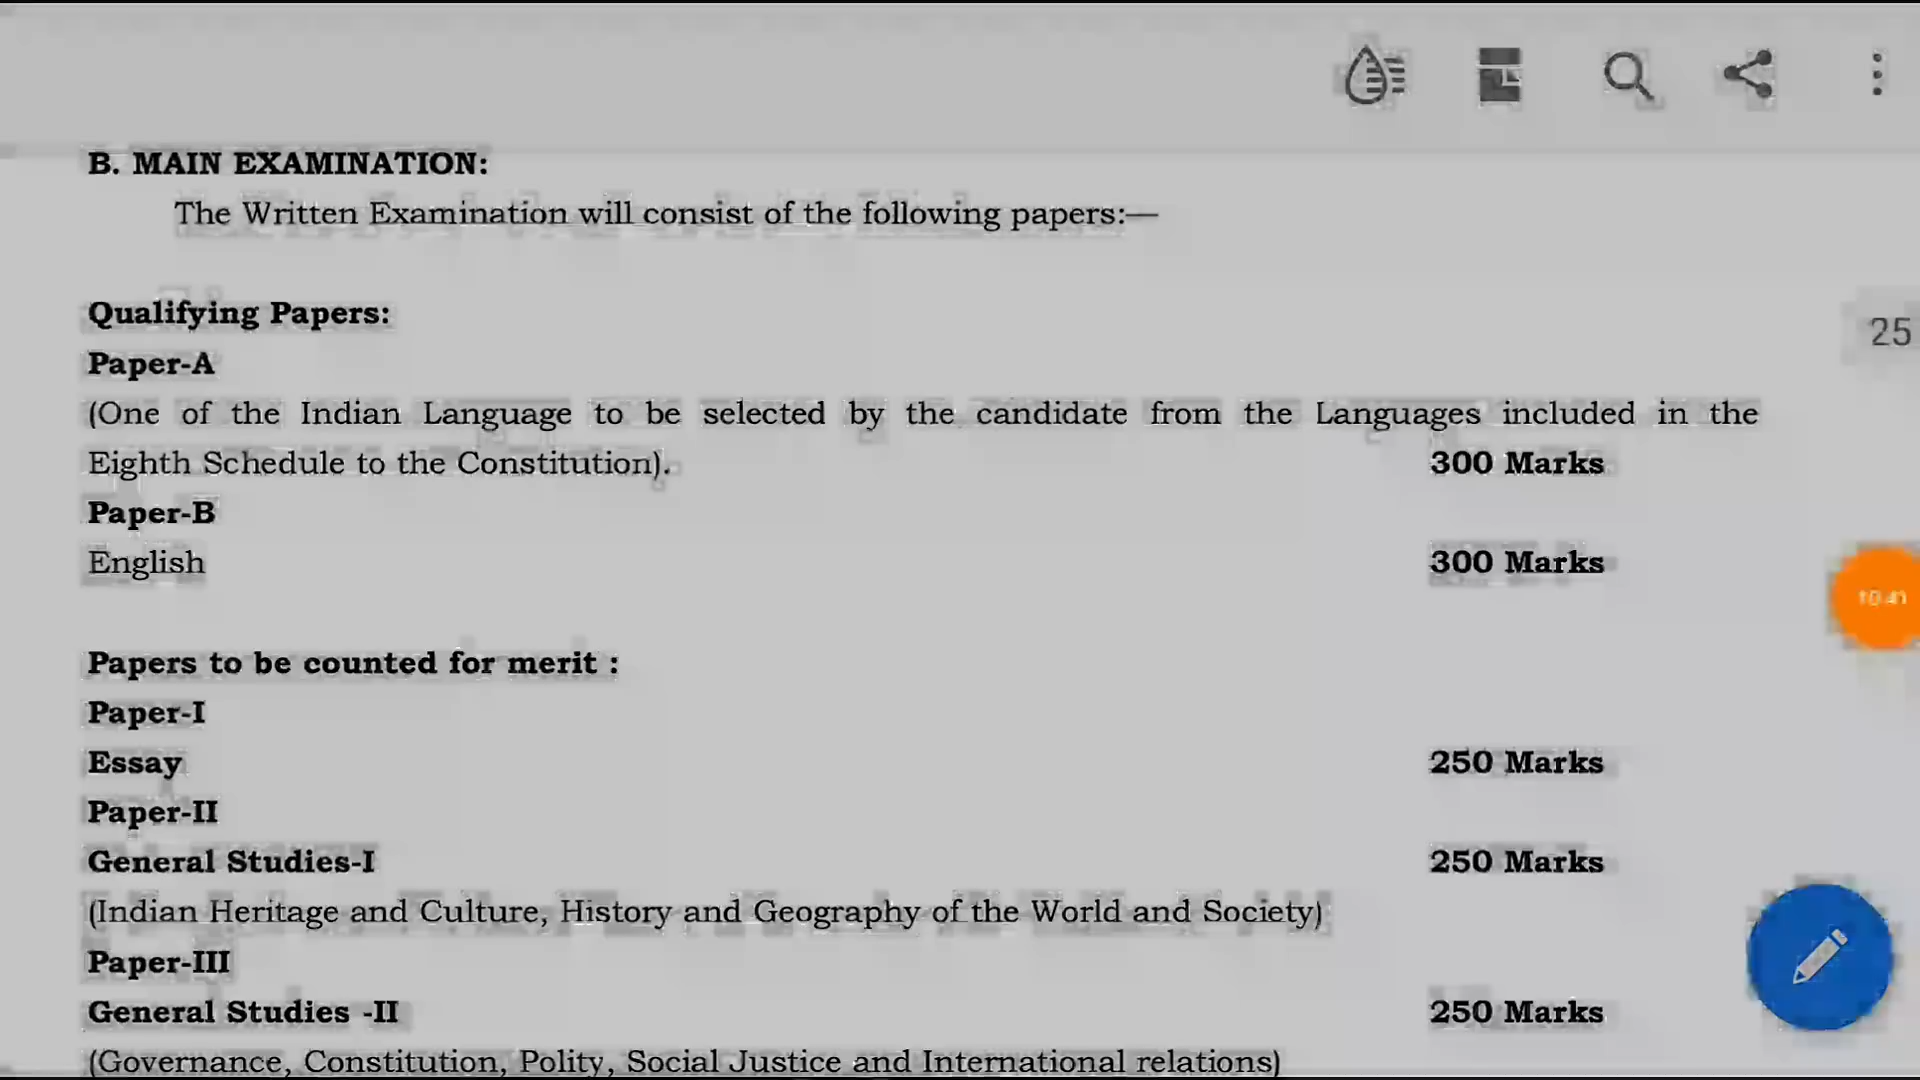 B. MAIN EXAMINATION:
The Written Examination will consist of the following papers:—
Qualifying Papers:
25
Paper-A
(One of the Indian Language to be selected by the candidate from the Languages included in the
Eighth Schedule to the Constitution). 300 Marks
Paper-B
English 300 Marks
10:41
Papers to be counted for merit :
Paper-I
Essay 250 Marks
Paper-II
General Studies-I 250 Marks
(Indian Heritage and Culture, History and Geography of the World and Society)
Paper-III
General Studies -II 250 Marks
(Governance, Constitution, Polity, Social Justice and International relations)